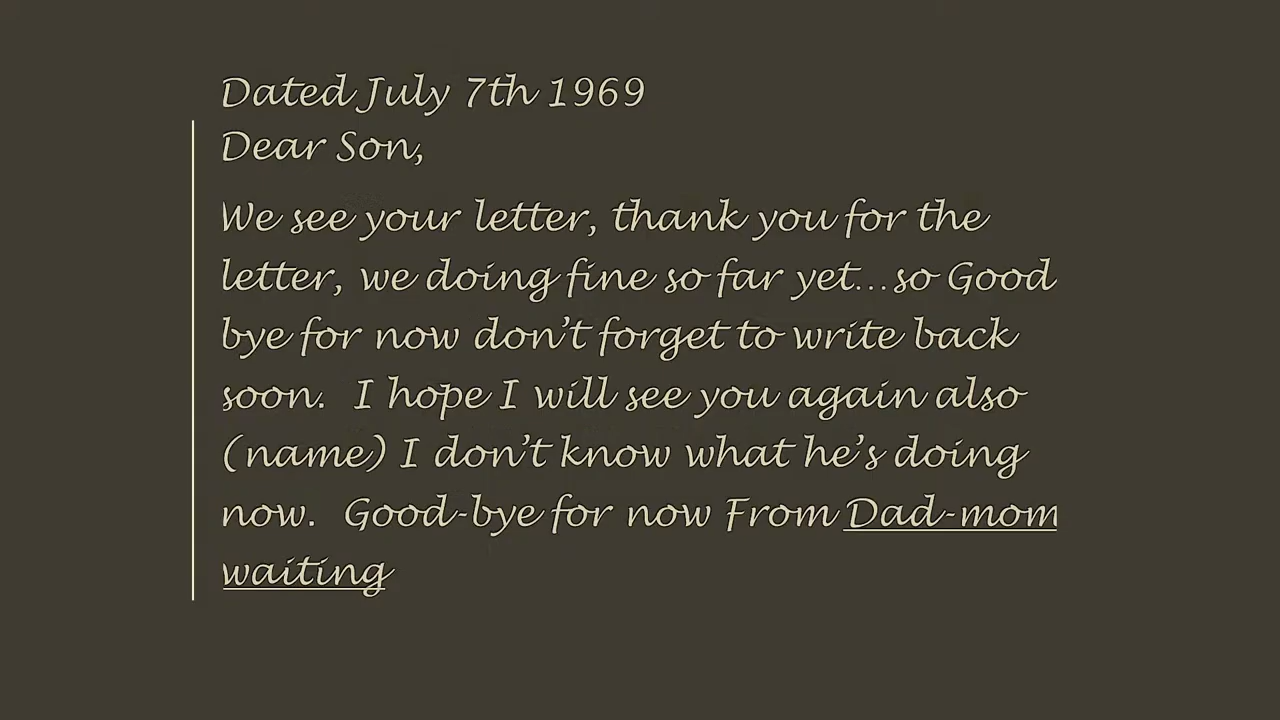 Dated July 7th 1969
Dear Son,
We see your letter, thank you for the
letter, we doing fine so far yet...so Good
bye for now don't forget to write back
soon.  I hope I will see you again also
(name) I don't know what he's doing
now.  Good-bye for now From Dad-mom
waiting